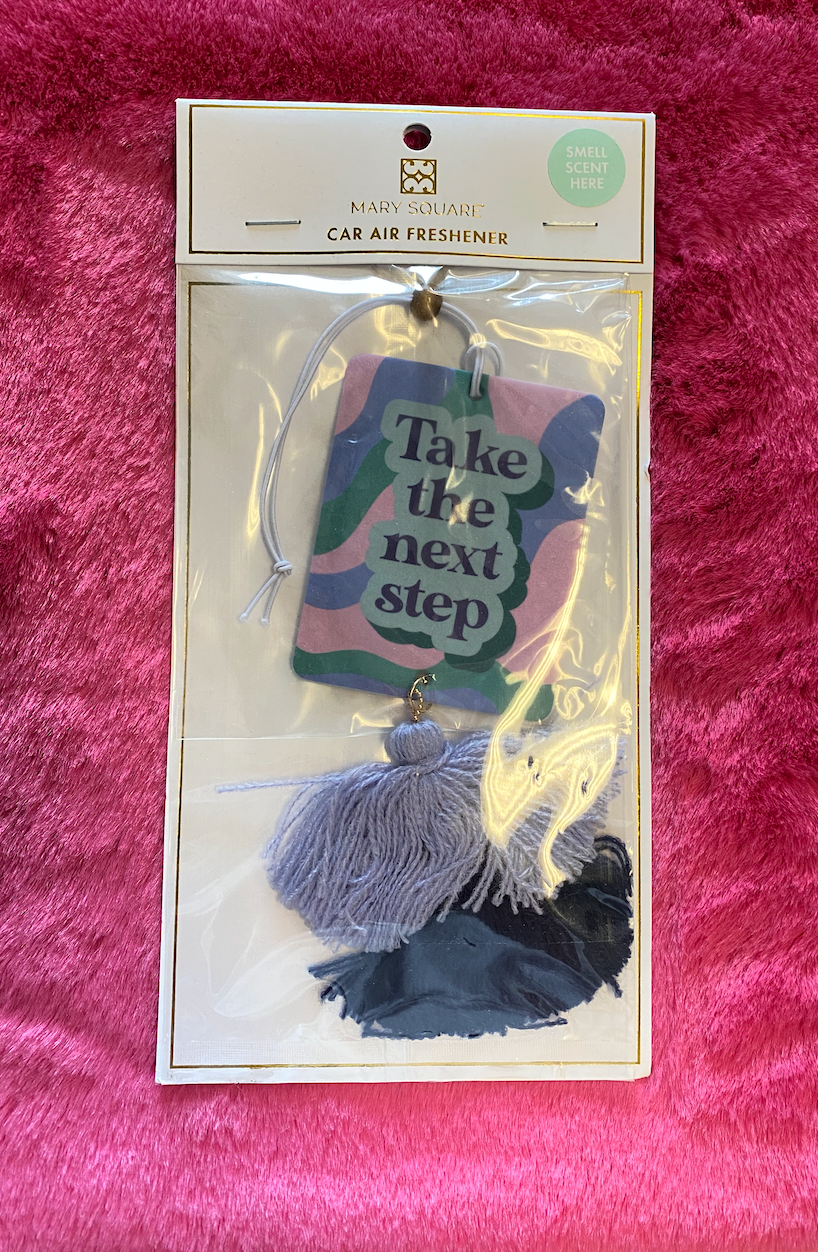 SMELL
SCENT
HERE
MARY SQUARE
CAR AIR FRESHENER
Take
the
next
step